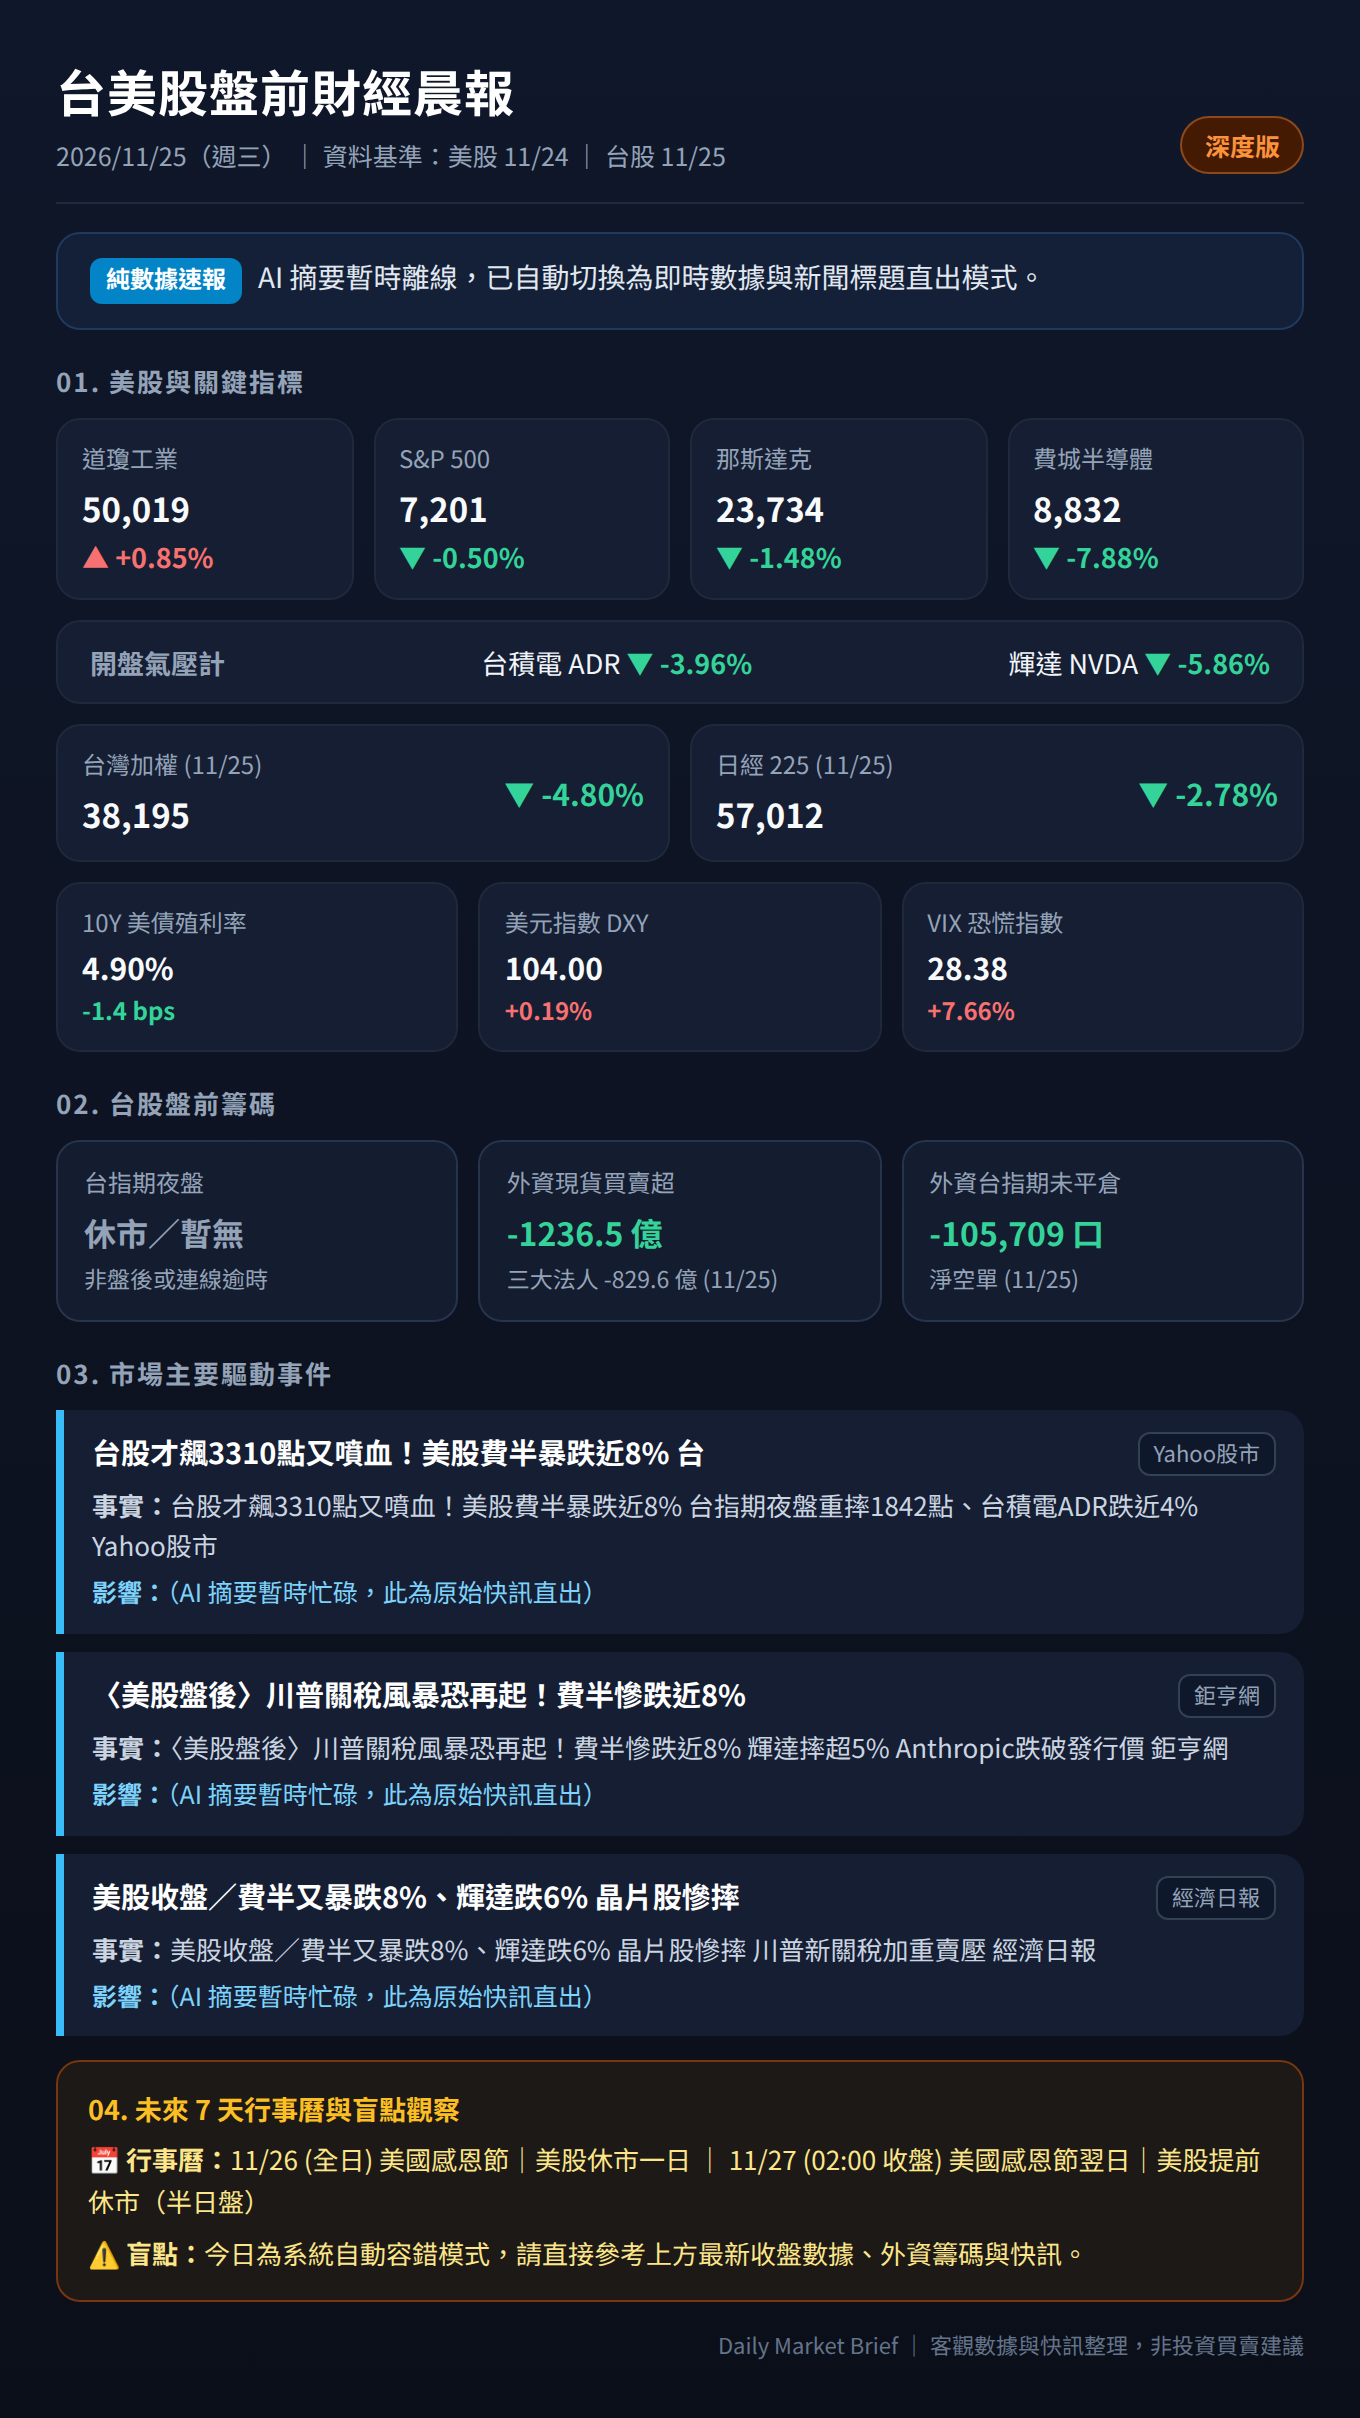 台美股盤前財經晨報
2026/11/25（週三）｜資料基準：美股 11/24｜台股 11/25
深度版
純數據速報 AI 摘要暫時離線，已自動切換為即時數據與新聞標題直出模式。
01. 美股與關鍵指標
道瓊工業
50,019
▲ +0.85%
S&P 500
7,201
▼ -0.50%
那斯達克
23,734
▼ -1.48%
費城半導體
8,832
▼ -7.88%
開盤氣壓計 台積電 ADR ▼ -3.96% 輝達 NVDA ▼ -5.86%
台灣加權 (11/25)
38,195
▼ -4.80%
日經 225 (11/25)
57,012
▼ -2.78%
10Y 美債殖利率
4.90%
-1.4 bps
美元指數 DXY
104.00
+0.19%
VIX 恐慌指數
28.38
+7.66%
02. 台股盤前籌碼
台指期夜盤
休市／暫無
非盤後或連線逾時
外資現貨買賣超
-1236.5 億
三大法人 -829.6 億 (11/25)
外資台指期未平倉
-105,709 口
淨空單 (11/25)
03. 市場主要驅動事件
台股才飆3310點又噴血！美股費半暴跌近8% 台
Yahoo股市
事實：台股才飆3310點又噴血！美股費半暴跌近8% 台指期夜盤重摔1842點、台積電ADR跌近4%
Yahoo股市
影響：（AI 摘要暫時忙碌，此為原始快訊直出）
〈美股盤後〉川普關稅風暴恐再起！費半慘跌近8%
鉅亨網
事實：〈美股盤後〉川普關稅風暴恐再起！費半慘跌近8% 輝達摔超5% Anthropic跌破發行價 鉅亨網
影響：（AI 摘要暫時忙碌，此為原始快訊直出）
美股收盤／費半又暴跌8%、輝達跌6% 晶片股慘摔
經濟日報
事實：美股收盤／費半又暴跌8%、輝達跌6% 晶片股慘摔 川普新關稅加重賣壓 經濟日報
影響：（AI 摘要暫時忙碌，此為原始快訊直出）
04. 未來 7 天行事曆與盲點觀察
📅 行事曆：11/26 (全日) 美國感恩節｜美股休市一日 ｜ 11/27 (02:00 收盤) 美國感恩節翌日｜美股提前
休市（半日盤）
⚠️ 盲點：今日為系統自動容錯模式，請直接參考上方最新收盤數據、外資籌碼與快訊。
Daily Market Brief｜客觀數據與快訊整理，非投資買賣建議